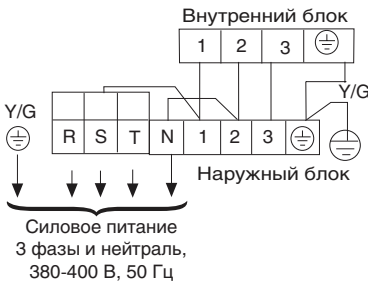 Внутренний блок
1 2 3
Y/G
Y/G
R S T N 1 2 3
Наружный блок
Силовое питание
3 фазы и нейтраль,
380-400 В, 50 Гц